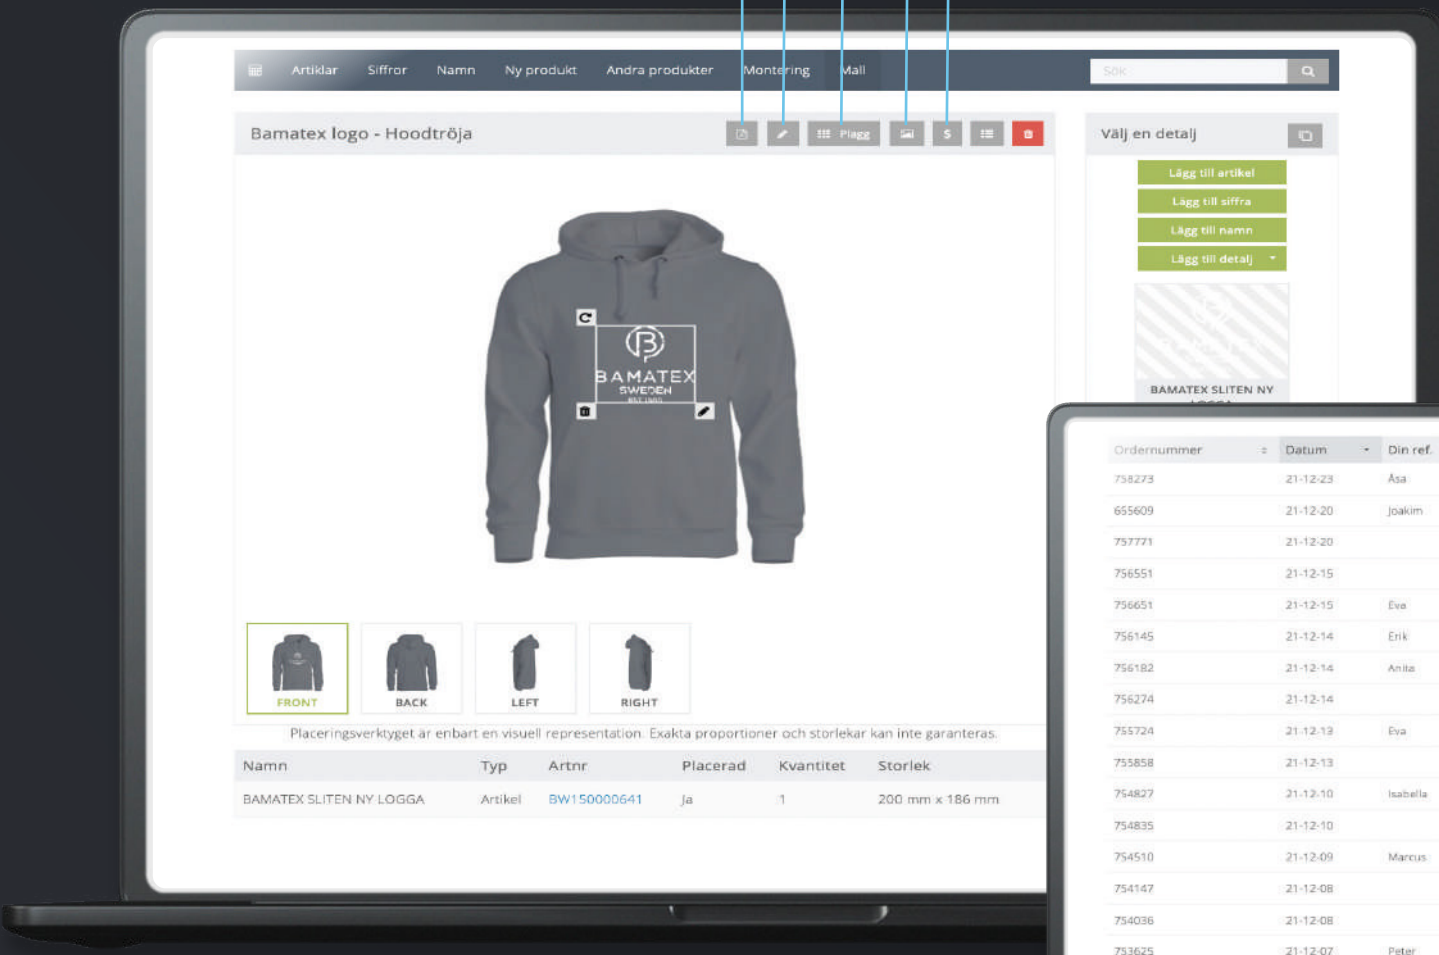 Artiklar Siffror Namn Ny produkt Andra produkter Montering Mall Sök
Bamatex logo - Hoodtröja
Plagg
$
Välj en detalj
Lägg till artikel
Lägg till siffra
Lägg till namn
Lägg till detalj
BAMATEX
SWEDEN
BAMATEX SLITEN NY
LOGGA
FRONT BACK LEFT RIGHT
Placeringsverktyget är enbart en visuell representation. Exakta proportioner och storlekar kan inte garanteras.
Namn Typ Artnr Placerad Kvantitet Storlek
BAMATEX SLITEN NY LOGGA Artikel BW150000641 Ja 1 200 mm x 186 mm
Ordernummer Datum Din ref.
758273 21-12-23 Åsa
655609 21-12-20 Joakim
757771 21-12-20
756551 21-12-15
756651 21-12-15 Eva
756145 21-12-14 Erik
756182 21-12-14 Anita
756274 21-12-14
755724 21-12-13 Eva
755858 21-12-13
754827 21-12-10 Isabella
754835 21-12-10
754510 21-12-09 Marcus
754147 21-12-08
754036 21-12-08
753625 21-12-07 Peter